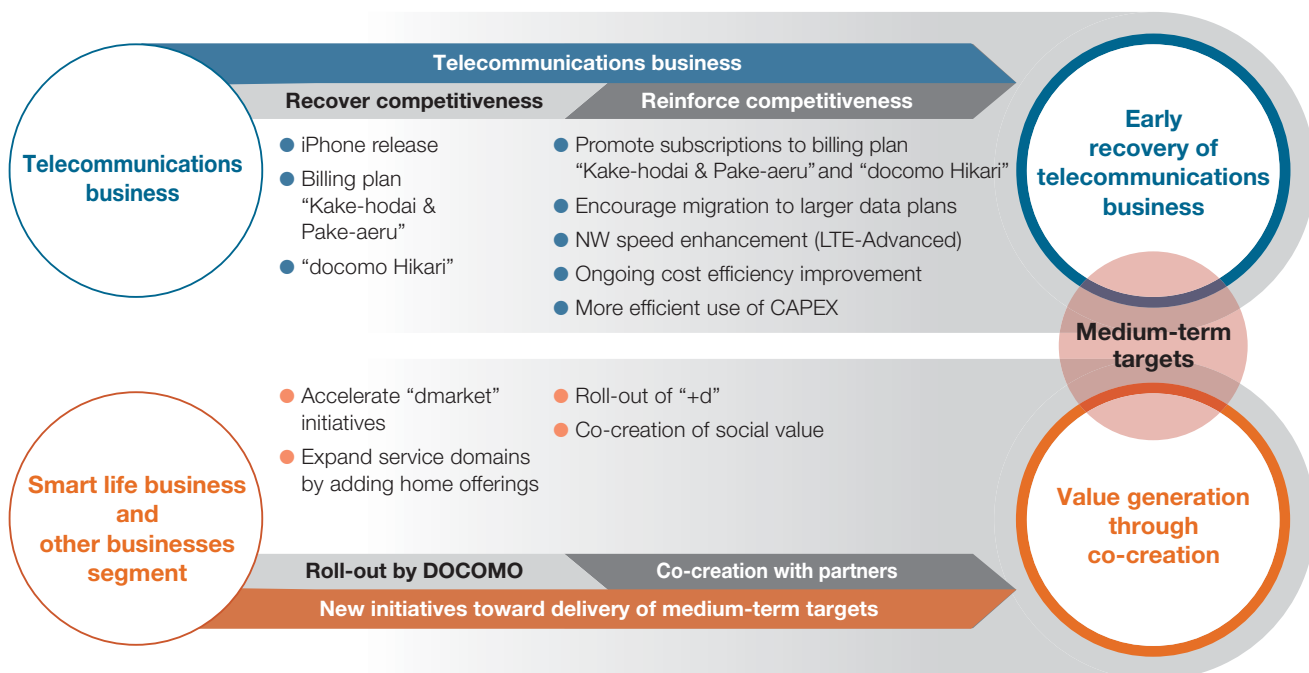 Telecommunications
business
Telecommunications business
Recover competitiveness
Reinforce competitiveness
iPhone release
Billing plan
“Kake-hodai &
Pake-aeru”
“docomo Hikari”
Promote subscriptions to billing plan
“Kake-hodai & Pake-aeru” and “docomo Hikari”
Encourage migration to larger data plans
NW speed enhancement (LTE-Advanced)
Ongoing cost efficiency improvement
More efficient use of CAPEX
Early
recovery of
telecommunications
business
Medium-term
targets
Smart life business
and
other businesses
segment
Accelerate “dmarket”
initiatives
Expand service domains
by adding home offerings
Roll-out of “+d”
Co-creation of social value
Roll-out by DOCOMO
Co-creation with partners
New initiatives toward delivery of medium-term targets
Value generation
through
co-creation